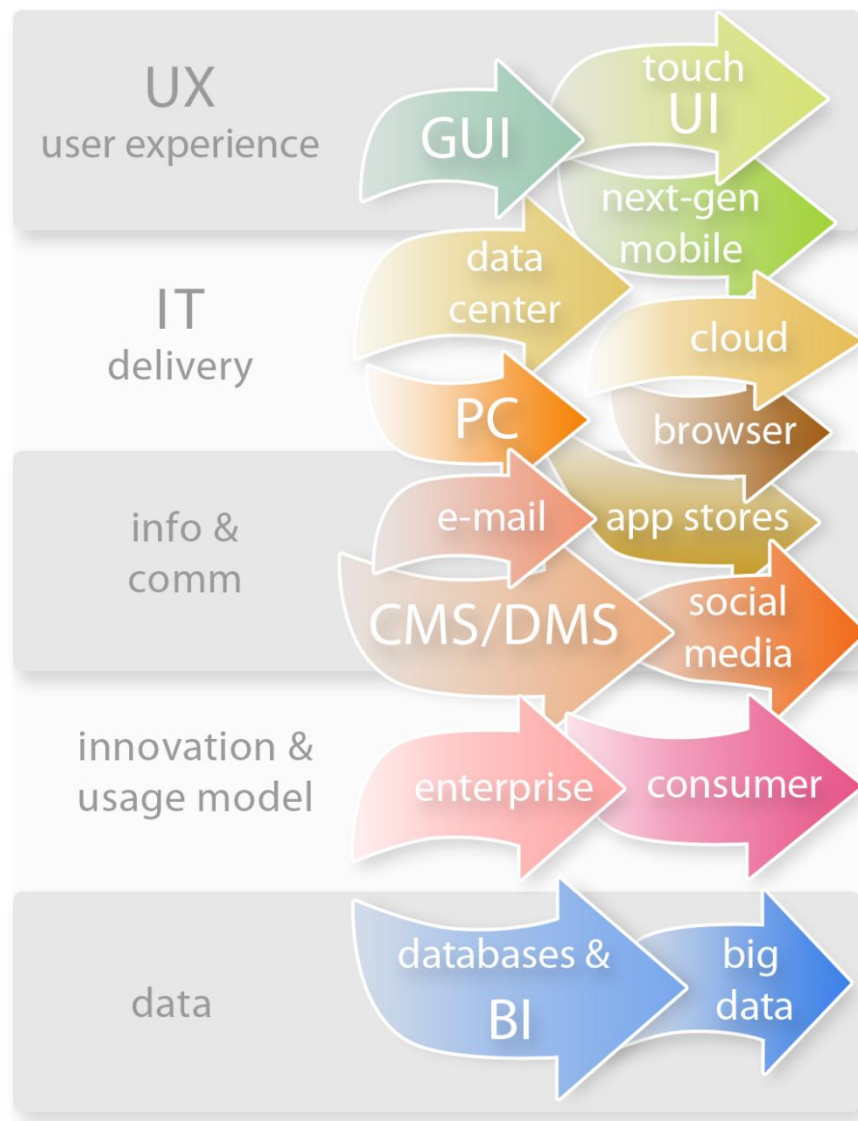 UX
user experience
GUI
touch
UI
next-gen
mobile
IT
delivery
data
center
cloud
PC
browser
info &
comm
e-mail
app stores
CMS/DMS
social
media
innovation &
usage model
enterprise
consumer
data
databases &
BI
big
data